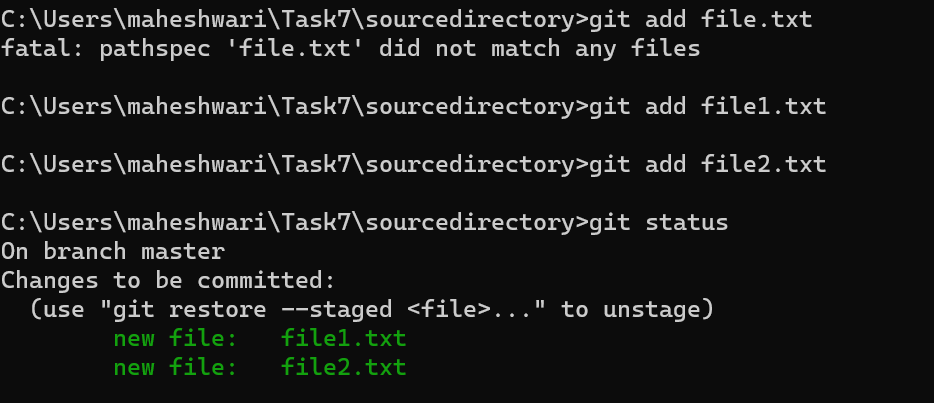 C:\Users\maheshwari\Task7\sourcedirectory>git add file.txt
fatal: pathspec 'file.txt' did not match any files
C:\Users\maheshwari\Task7\sourcedirectory>git add file1.txt
C:\Users\maheshwari\Task7\sourcedirectory>git add file2.txt
C:\Users\maheshwari\Task7\sourcedirectory>git status
On branch master
Changes to be committed:
  (use "git restore --staged <file>..." to unstage)
        new file:   file1.txt
        new file:   file2.txt